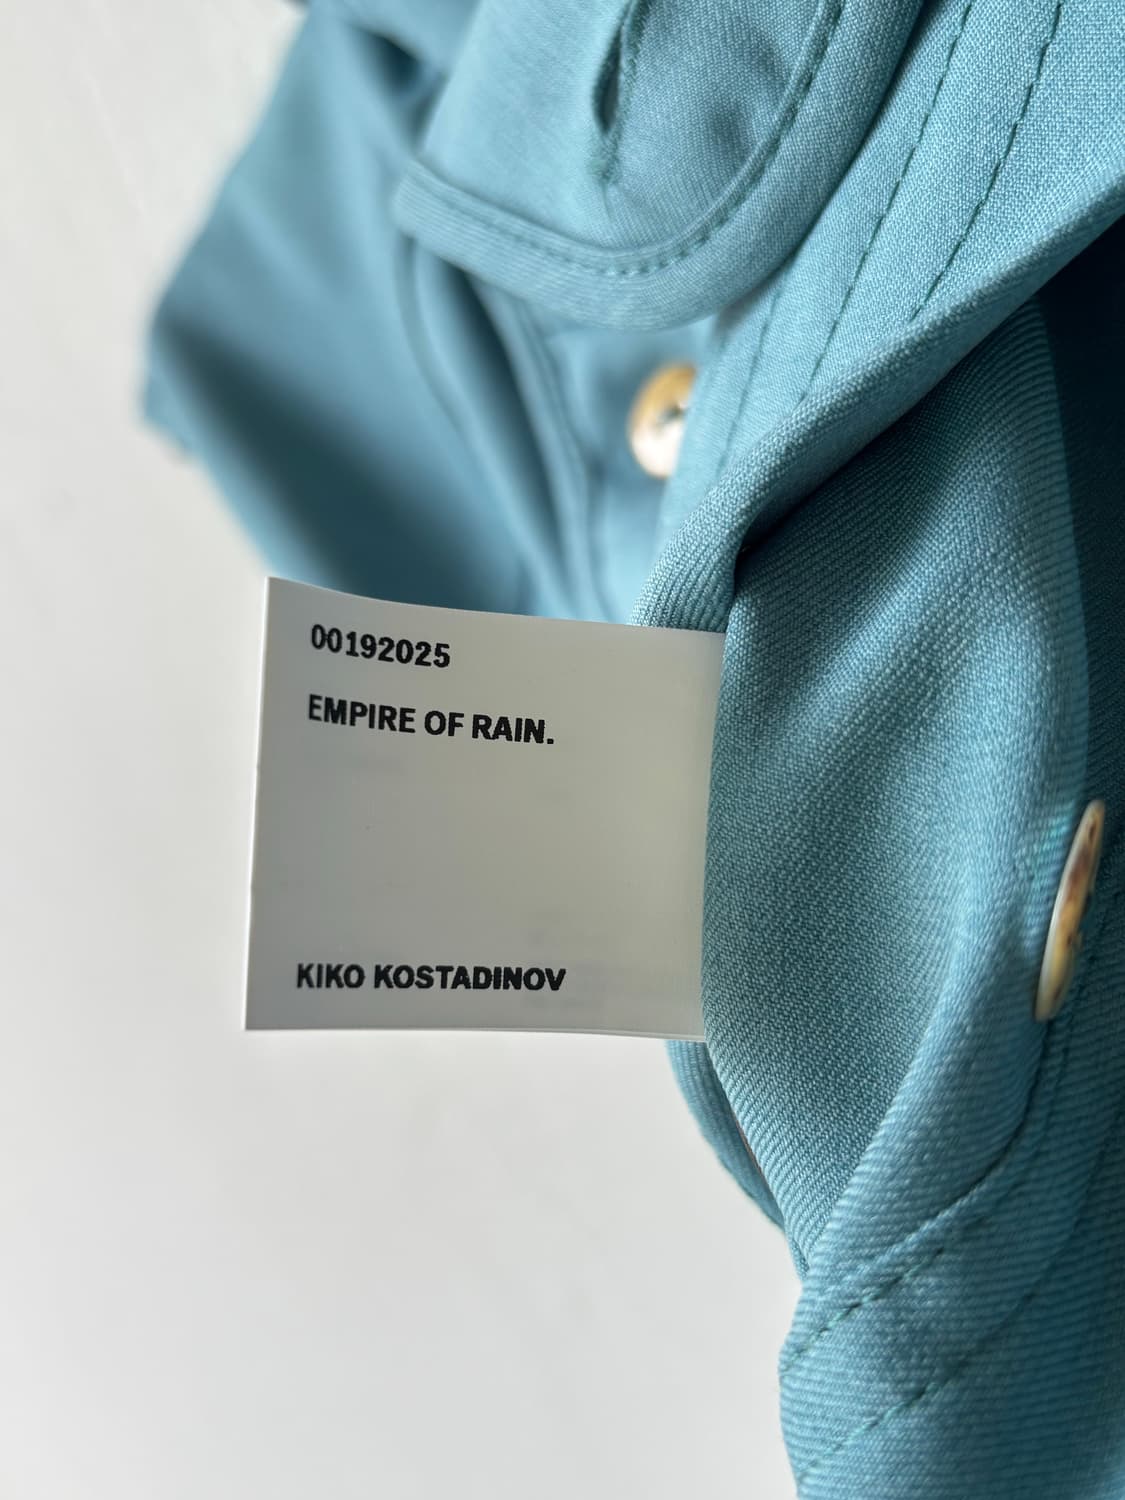 00192025
EMPIRE OF RAIN.
KIKO KOSTADINOV